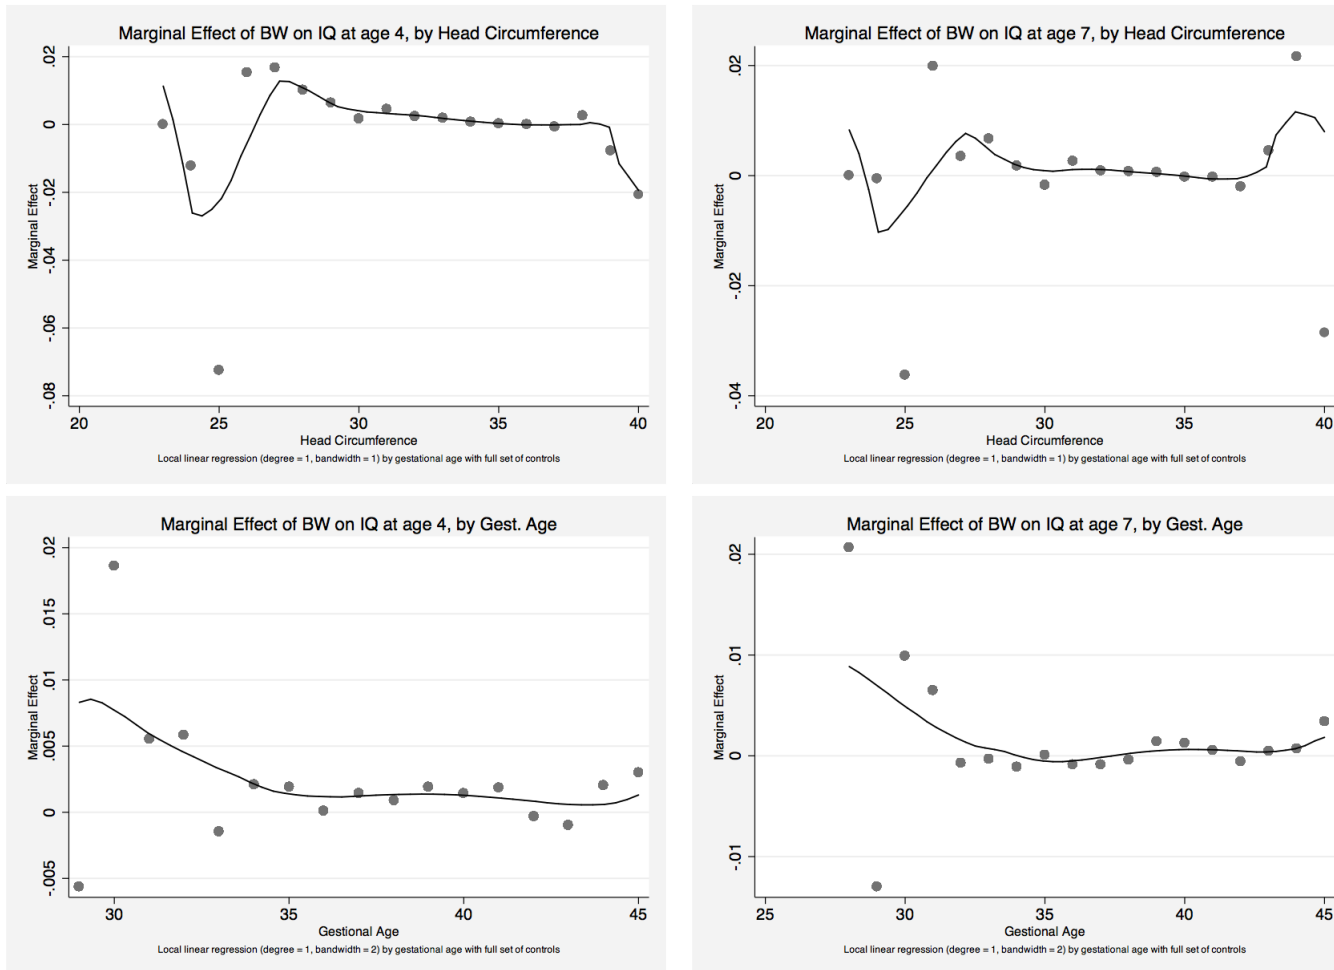 Marginal Effect of BW on IQ at age 4, by Head Circumference
Marginal Effect
.02
0
-.02
-.04
-.06
-.08
20 25 30 35 40
Head Circumference
Local linear regression (degree = 1, bandwidth = 1) by gestational age with full set of controls
Marginal Effect of BW on IQ at age 7, by Head Circumference
Marginal Effect
.02
0
-.02
-.04
20 25 30 35 40
Head Circumference
Local linear regression (degree = 1, bandwidth = 1) by gestational age with full set of controls
Marginal Effect of BW on IQ at age 4, by Gest. Age
Marginal Effect
.02
.015
.01
.005
0
-.005
30 35 40 45
Gestional Age
Local linear regression (degree = 1, bandwidth = 2) by gestational age with full set of controls
Marginal Effect of BW on IQ at age 7, by Gest. Age
Marginal Effect
.02
.01
0
-.01
25 30 35 40 45
Gestional Age
Local linear regression (degree = 1, bandwidth = 2) by gestational age with full set of controls